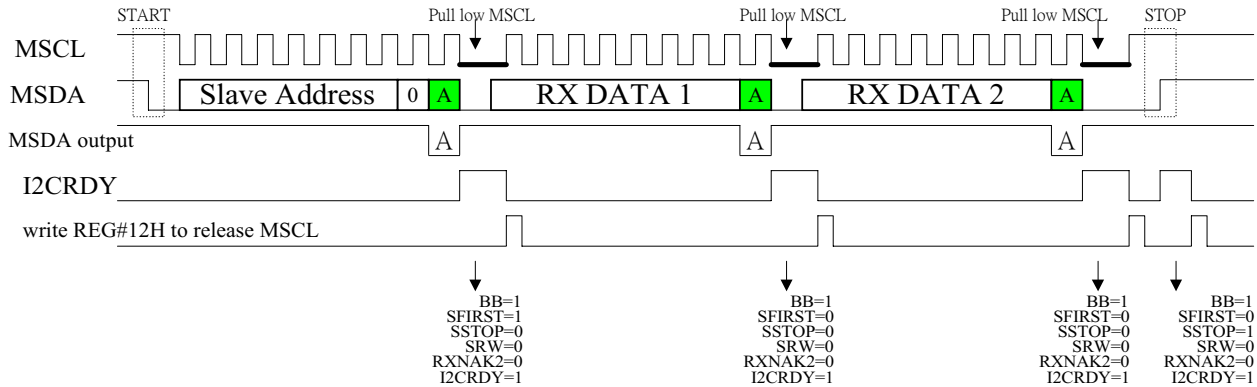 START Pull low MSCL Pull low MSCL Pull low MSCL STOP
MSCL
MSDA Slave Address 0 A RX DATA 1 A RX DATA 2 A
MSDA output A A A
I2CRDY
write REG#12H to release MSCL
BB=1 BB=1 BB=1 BB=1
SFIRST=1 SFIRST=0 SFIRST=0 SFIRST=0
SSTOP=0 SSTOP=0 SSTOP=0 SSTOP=1
SRW=0 SRW=0 SRW=0 SRW=0
RXNAK2=0 RXNAK2=0 RXNAK2=0 RXNAK2=0
I2CRDY=1 I2CRDY=1 I2CRDY=1 I2CRDY=1